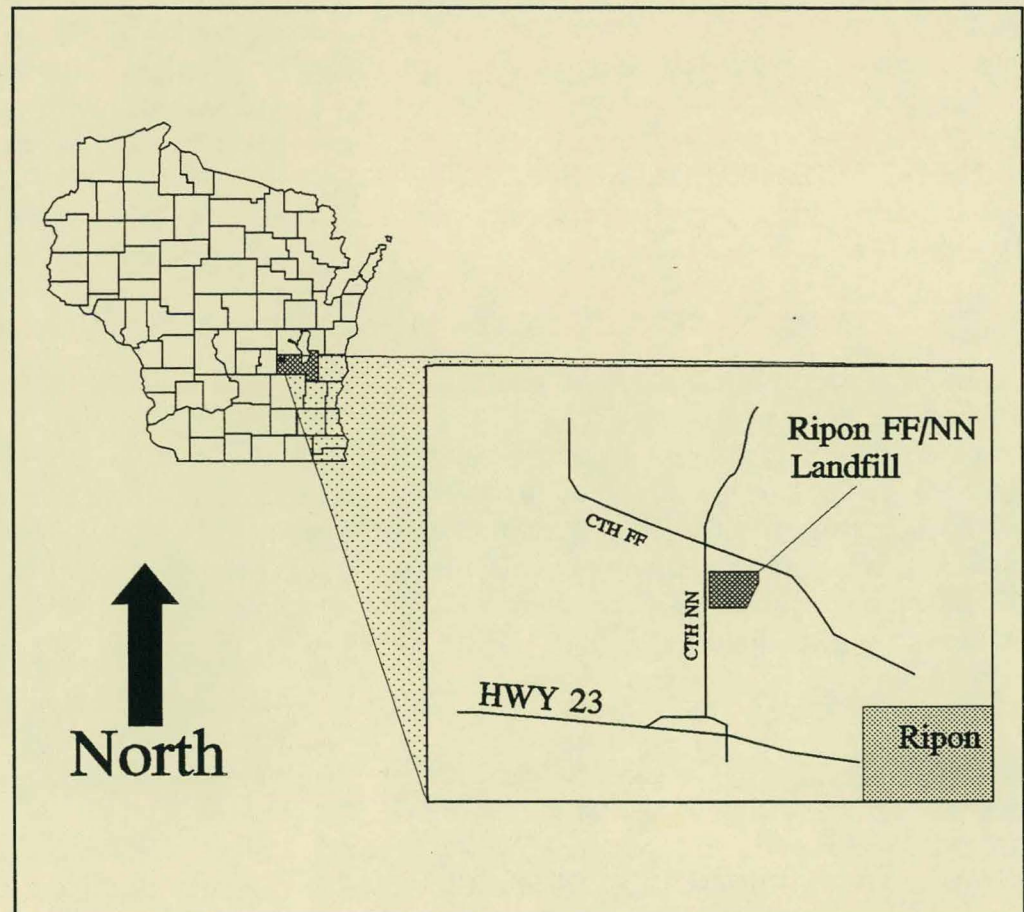 Ripon FF/NN
Landfill
CTH FF
CTH NN
HWY 23
Ripon
North